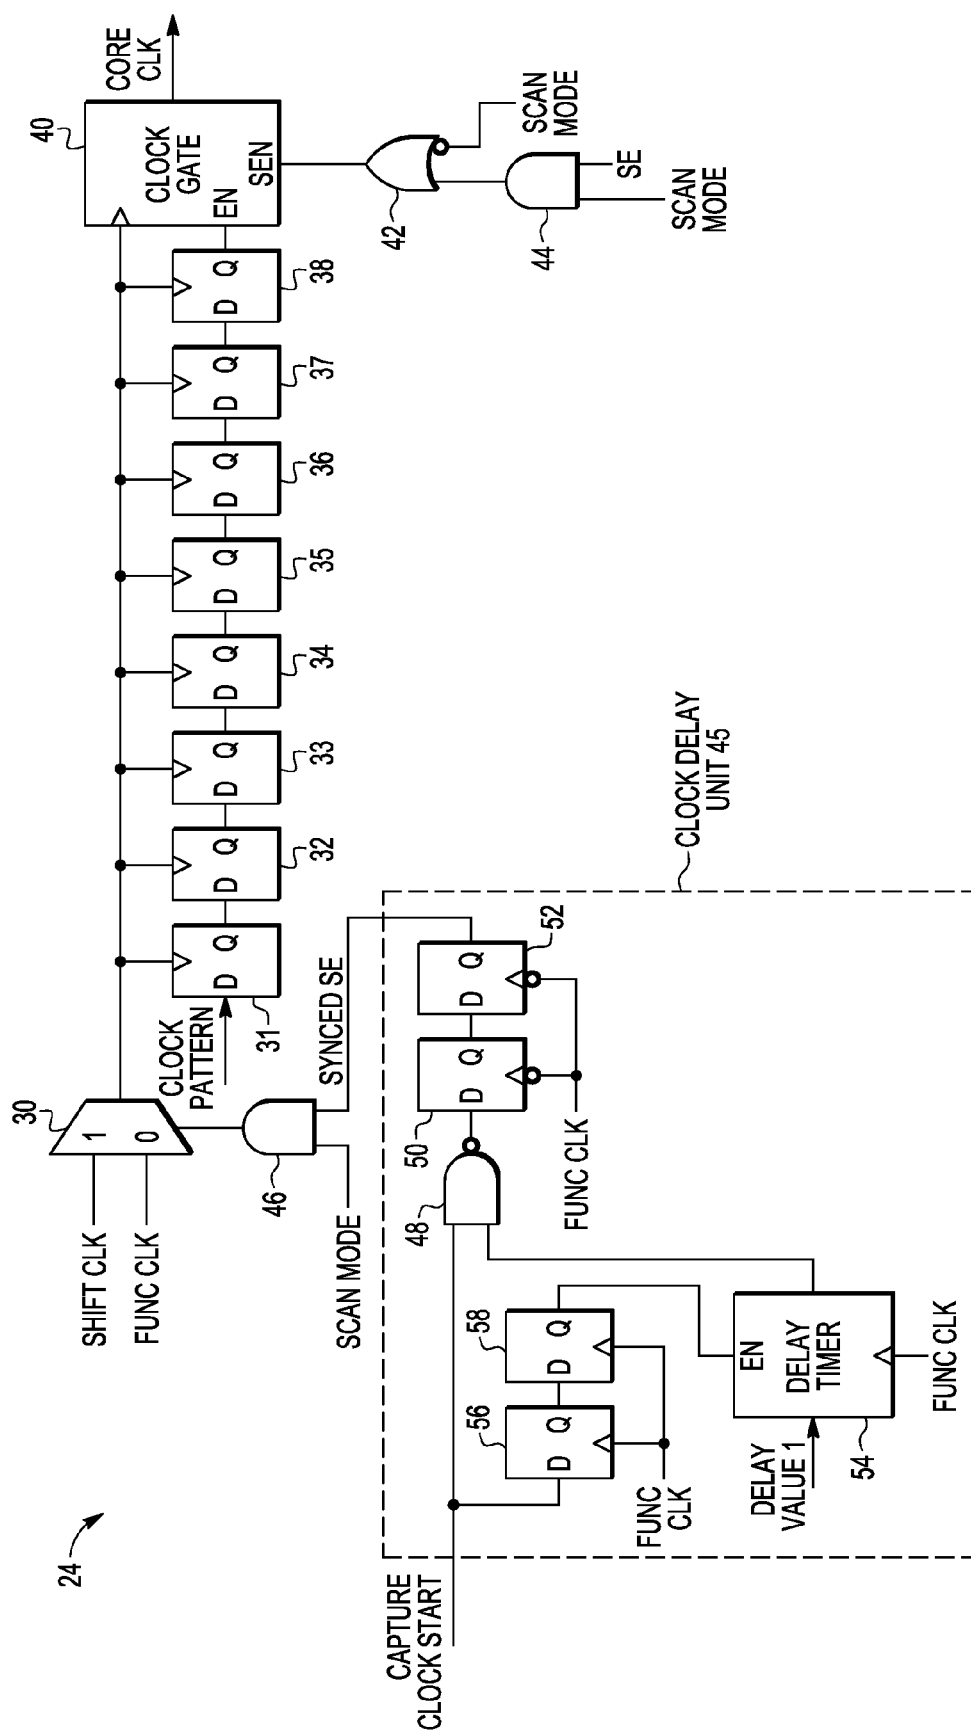 24
SHIFT CLK
FUNC CLK
30
1
0
CLOCK
PATTERN
31
D Q
32
D Q
33
D Q
34
D Q
35
D Q
36
D Q
37
D Q
38
D Q
40
CLOCK
GATE
EN
SEN
CORE
CLK
42
SCAN
MODE
44
SE
SCAN
MODE
46
SCAN MODE
SYNCED SE
CLOCK DELAY
UNIT 45
CAPTURE
CLOCK START
56
D Q
58
D Q
FUNC
CLK
48
50
D Q
52
D Q
FUNC CLK
DELAY
VALUE 1
EN
DELAY
TIMER
54
FUNC CLK